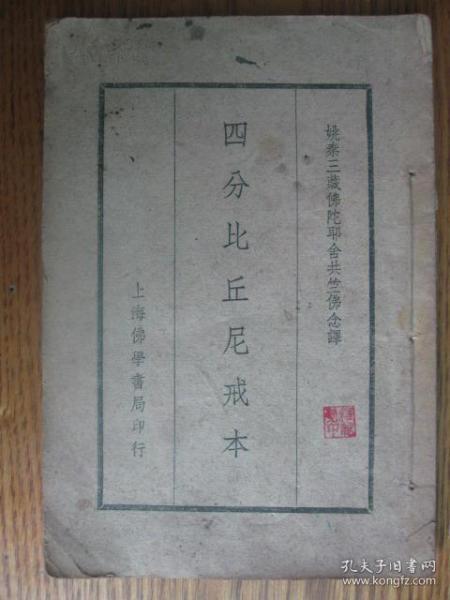 姚秦三藏佛陀耶舍共竺佛念譯
四分比丘尼戒本
上海佛學書局印行
孔夫子旧书网
www.kongfz.com